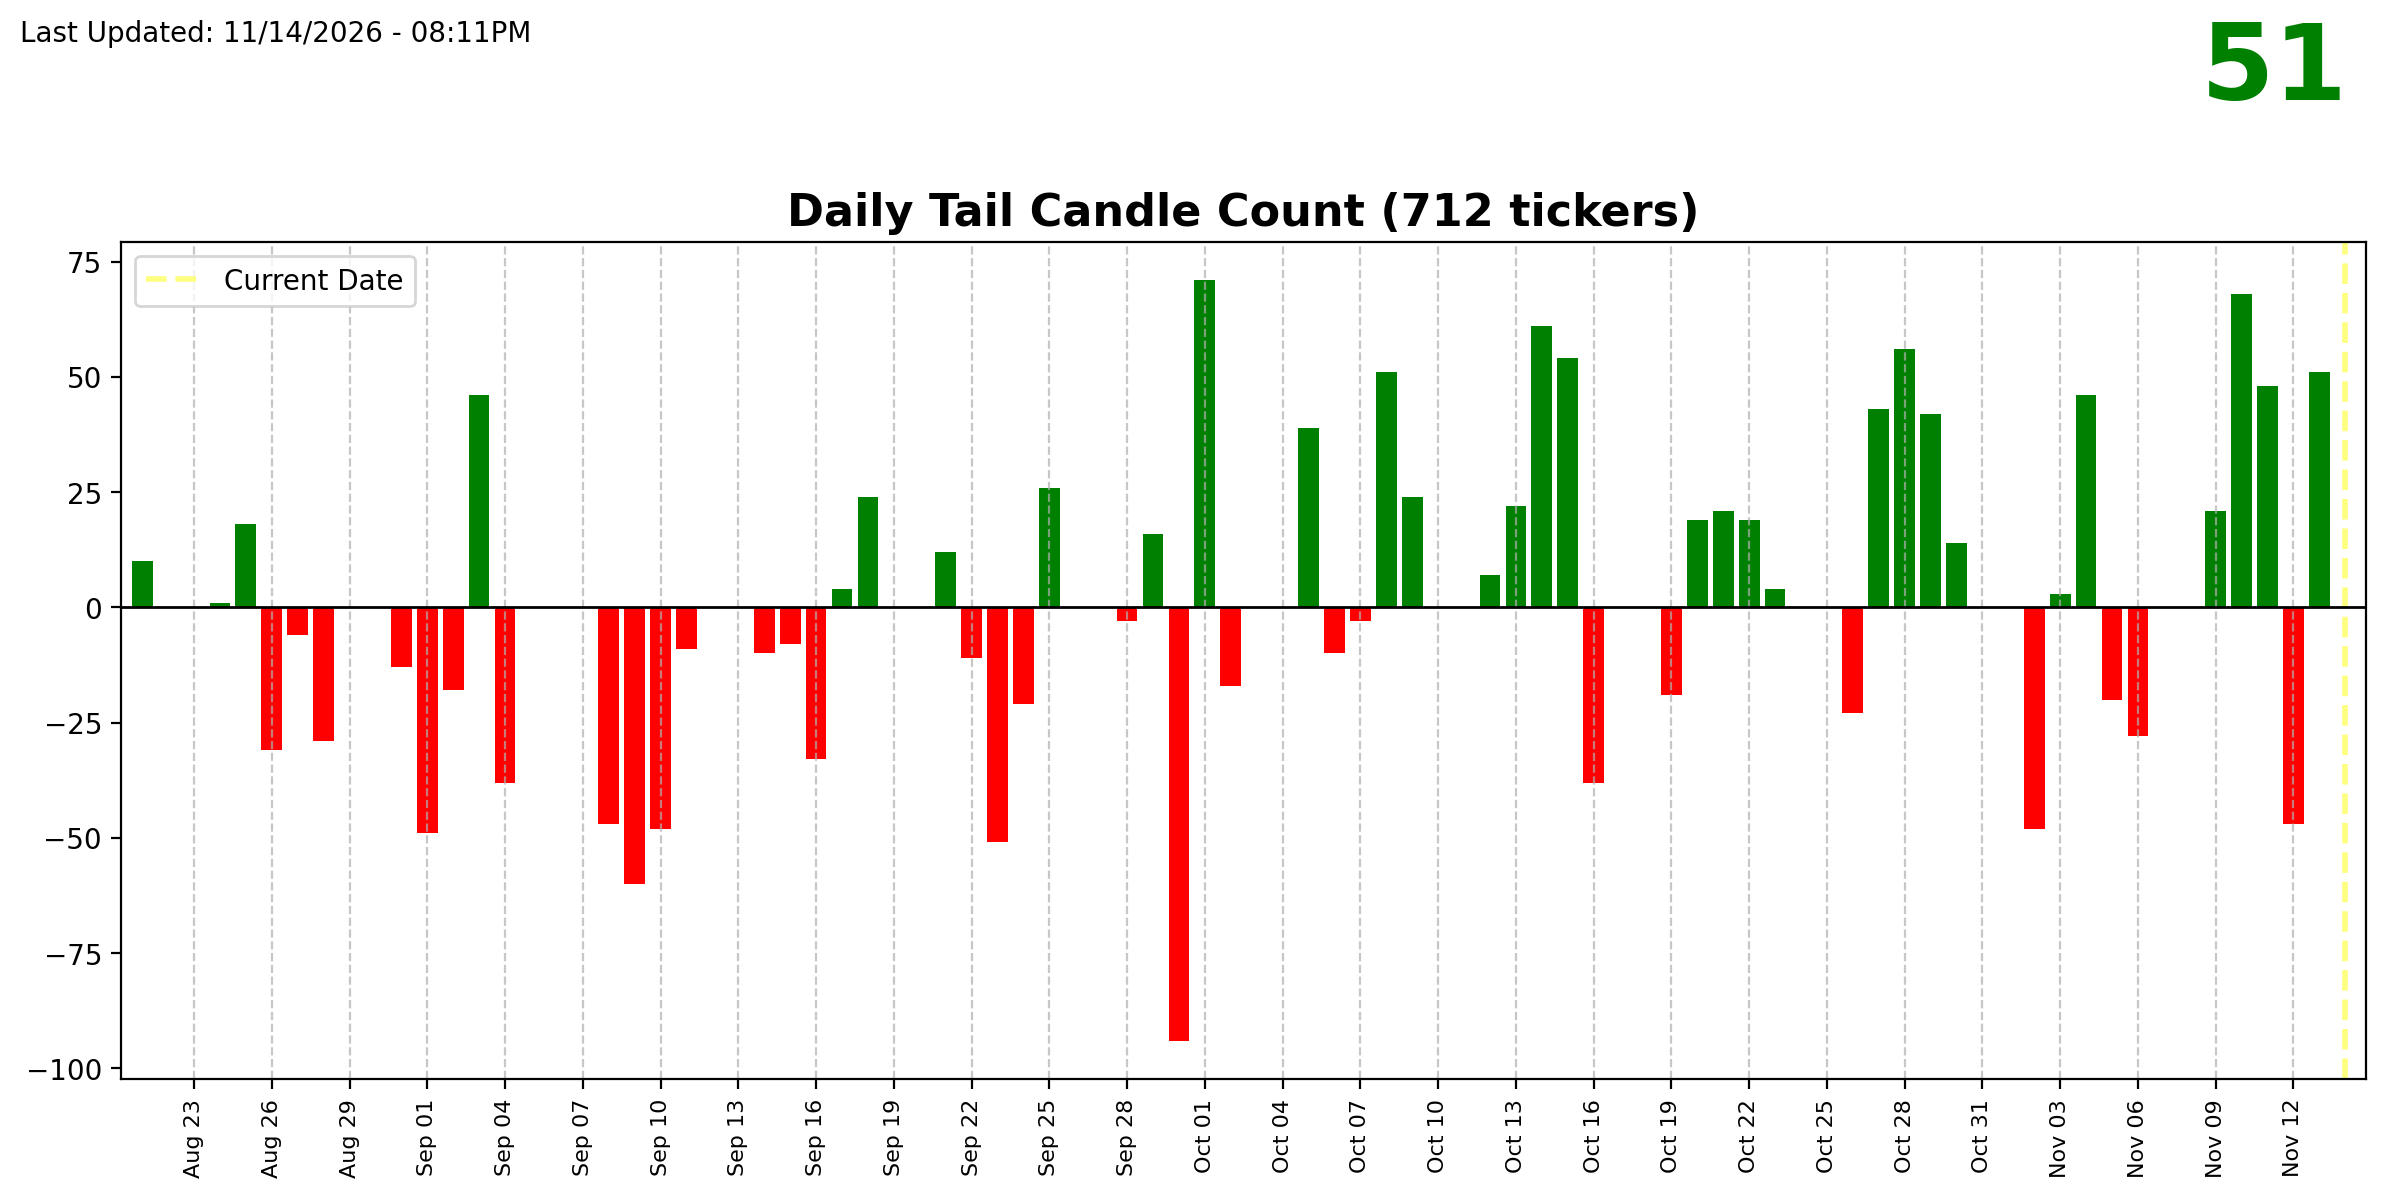 Last Updated: 11/14/2026 - 08:11PM
51
Daily Tail Candle Count (712 tickers)
Current Date
75
50
25
0
−25
−50
−75
−100
Aug 23
Aug 26
Aug 29
Sep 01
Sep 04
Sep 07
Sep 10
Sep 13
Sep 16
Sep 19
Sep 22
Sep 25
Sep 28
Oct 01
Oct 04
Oct 07
Oct 10
Oct 13
Oct 16
Oct 19
Oct 22
Oct 25
Oct 28
Oct 31
Nov 03
Nov 06
Nov 09
Nov 12